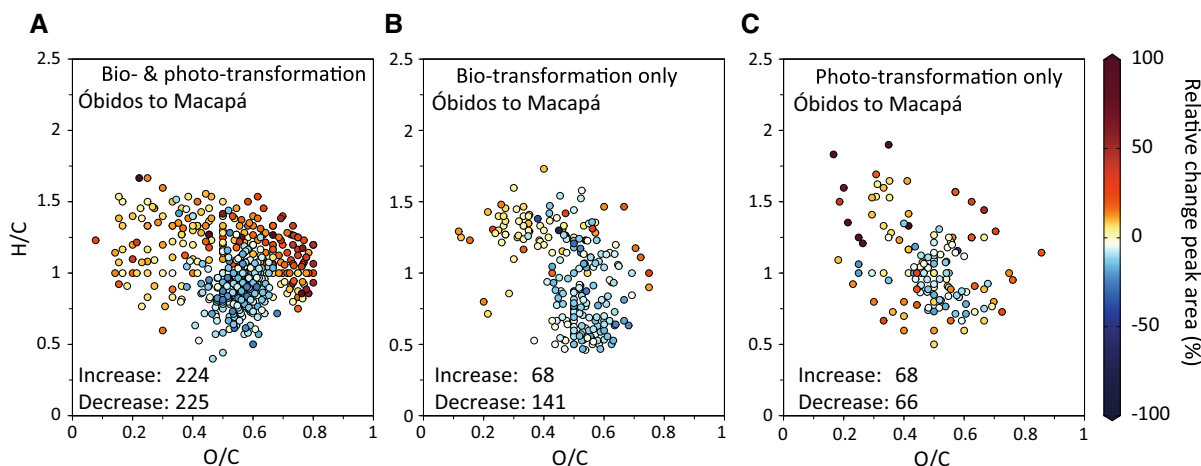 A
Bio- & photo-transformation
Óbidos to Macapá
2.5
2
1.5
1
0.5
0
H/C
Increase: 224
Decrease: 225
0
0.2
0.4
0.6
0.8
1
O/C
B
Bio-transformation only
Óbidos to Macapá
2.5
2
1.5
1
0.5
0
Increase: 68
Decrease: 141
0
0.2
0.4
0.6
0.8
1
O/C
C
Photo-transformation only
Óbidos to Macapá
2.5
2
1.5
1
0.5
0
Increase: 68
Decrease: 66
0
0.2
0.4
0.6
0.8
1
O/C
100
50
0
-50
-100
Relative change peak area (%)